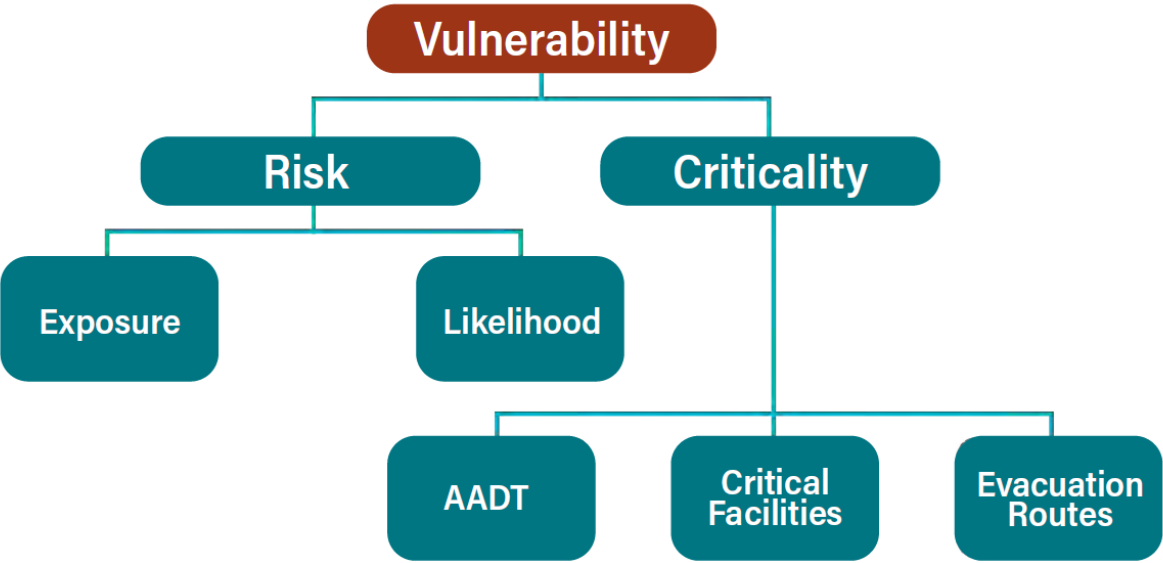 Vulnerability
Risk
Criticality
Exposure
Likelihood
AADT
Critical
Facilities
Evacuation
Routes